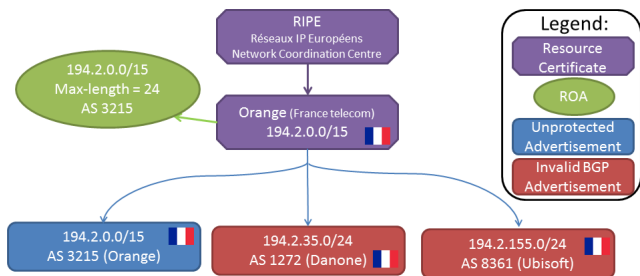 RIPE
Réseaux IP Européens
Network Coordination Centre
194.2.0.0/15
Max-length = 24
AS 3215
Orange (France telecom)
194.2.0.0/15
194.2.0.0/15
AS 3215 (Orange)
194.2.35.0/24
AS 1272 (Danone)
194.2.155.0/24
AS 8361 (Ubisoft)
Legend:
Resource
Certificate
ROA
Unprotected
Advertisement
Invalid BGP
Advertisement